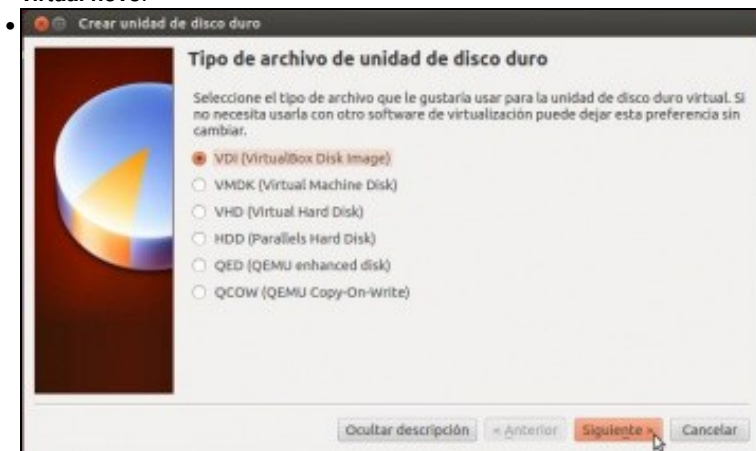 virtual novo.
Crear unidad de disco duro
Tipo de archivo de unidad de disco duro
Seleccione el tipo de archivo que le gustaria usar para la unidad de disco duro virtual. Si
no necesita usarla con otro software de virtualización puede dejar esta preferencia sin
cambiar.
VDI (VirtualBox Disk Image)
VMDK (Virtual Machine Disk)
VHD (Virtual Hard Disk)
HDD (Parallels Hard Disk)
QED (QEMU enhanced disk)
QCOW (QEMU Copy-On-Write)
Ocultar descripción < Anterior Siguiente > Cancelar